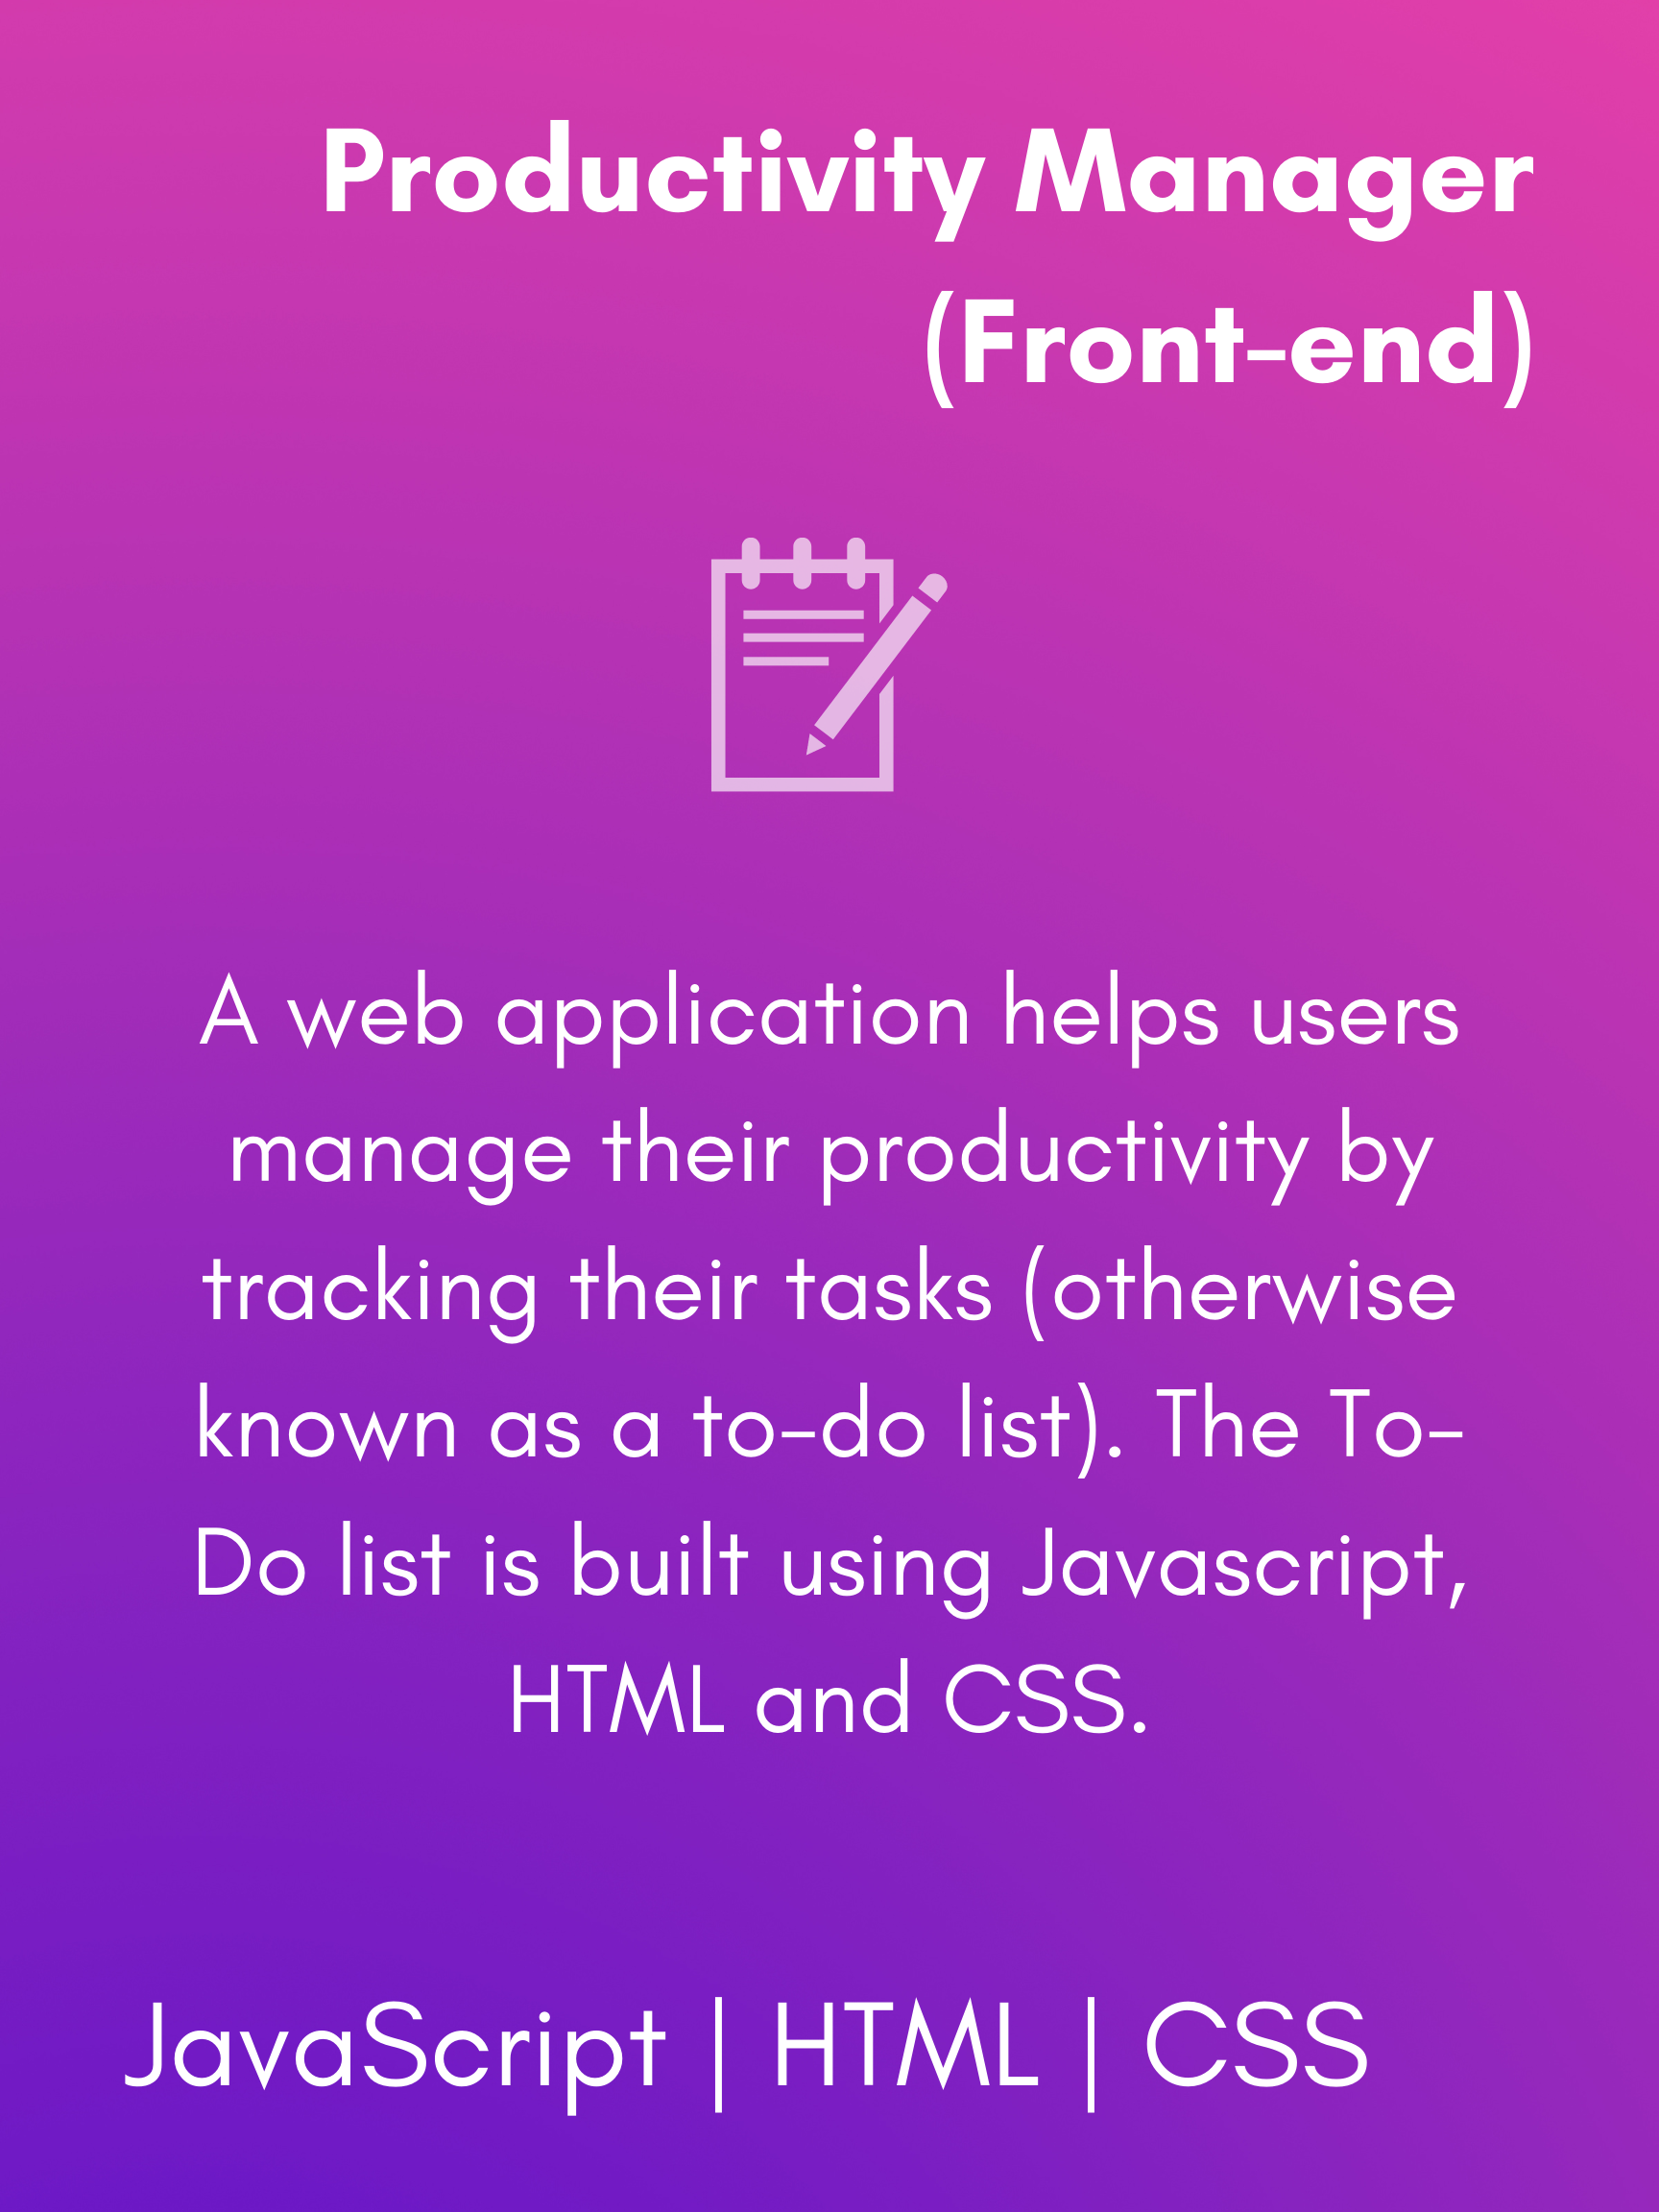 Productivity Manager
(Front-end)
A web application helps users
manage their productivity by
tracking their tasks (otherwise
known as a to-do list). The To-
Do list is built using Javascript,
HTML and CSS.
JavaScript | HTML | CSS